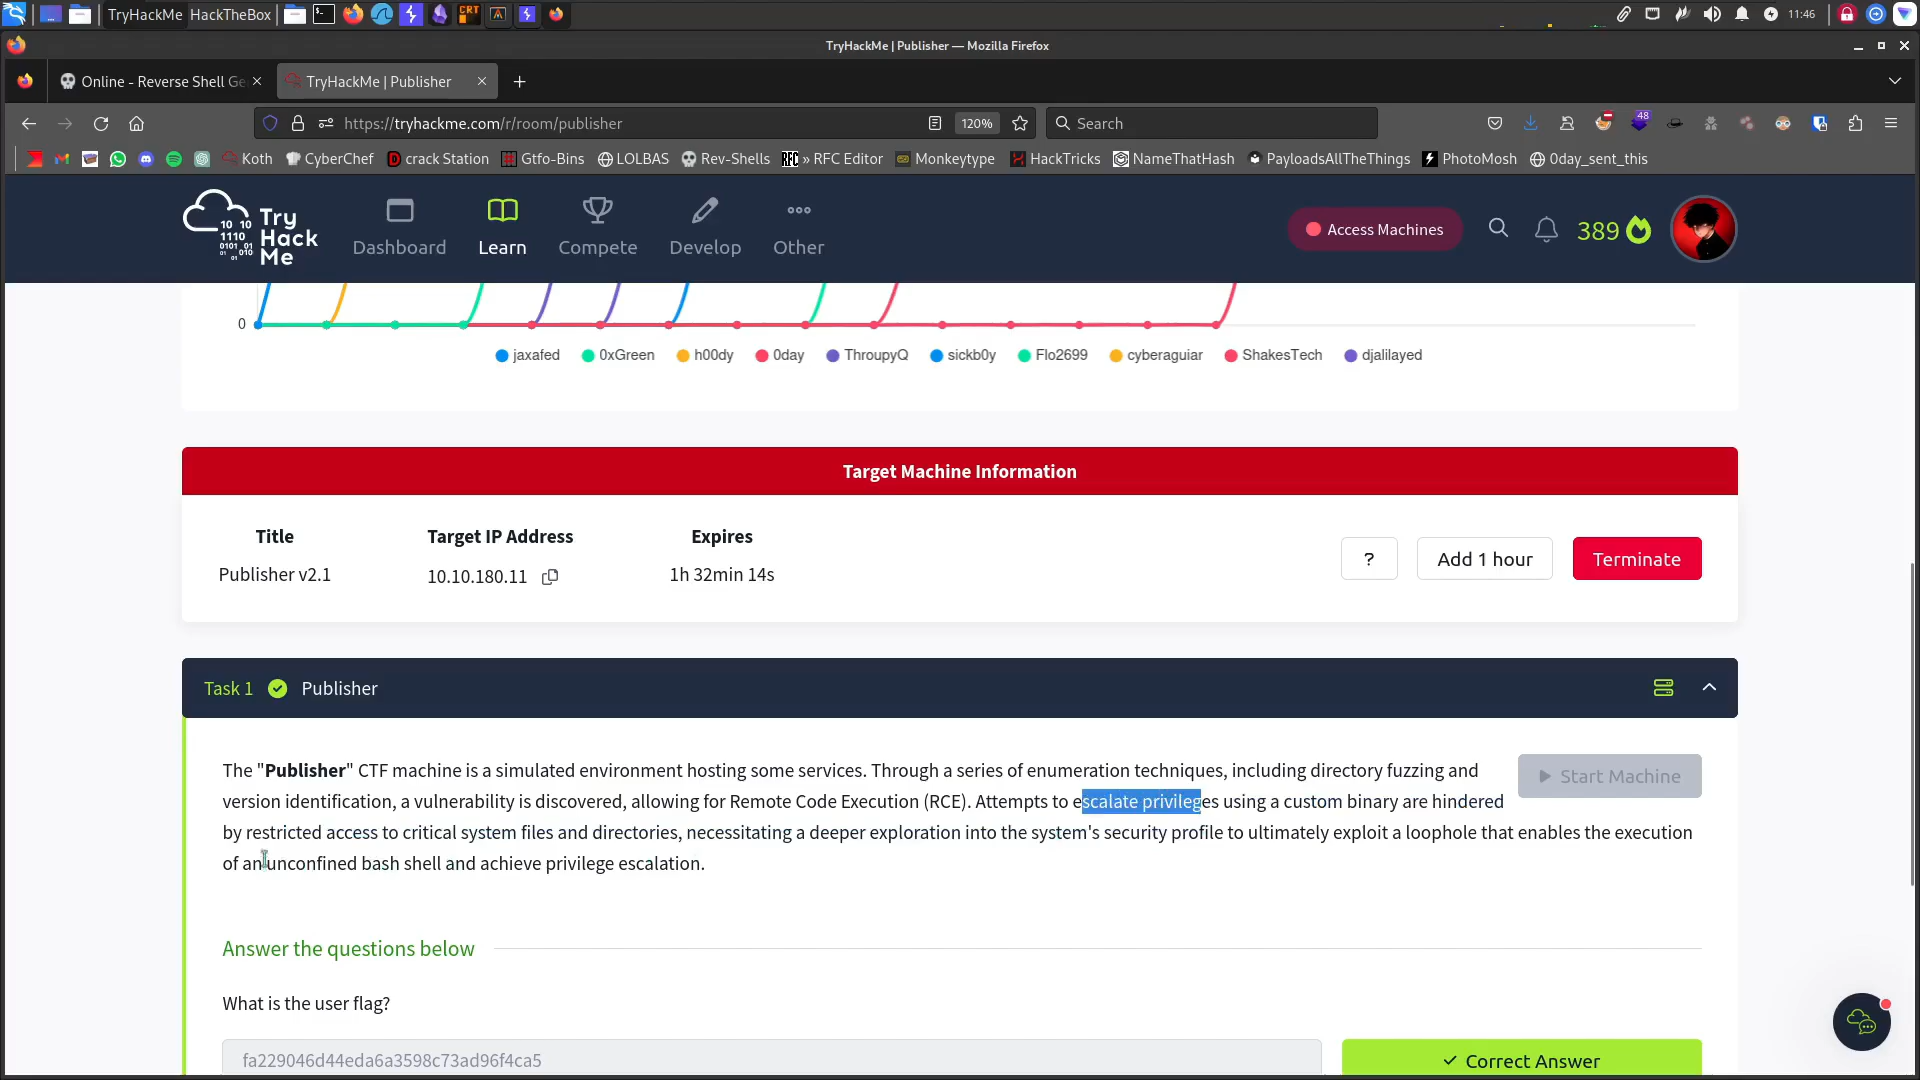 TryHackMe HackTheBox
11:46
TryHackMe | Publisher — Mozilla Firefox
Online - Reverse Shell Ge
TryHackMe | Publisher
https://tryhackme.com/r/room/publisher
120%
Search
48
Koth
CyberChef
crack Station
Gtfo-Bins
LOLBAS
Rev-Shells
» RFC Editor
Monkeytype
HackTricks
NameThatHash
PayloadsAllTheThings
PhotoMosh
0day_sent_this
Try
Hack
Me
Dashboard
Learn
Compete
Develop
Other
Access Machines
389
0
jaxafed
0xGreen
h00dy
0day
ThroupyQ
sickb0y
Flo2699
cyberaguiar
ShakesTech
djalilayed
Target Machine Information
Title
Target IP Address
Expires
Publisher v2.1
10.10.180.11
1h 32min 14s
?
Add 1 hour
Terminate
Task 1
Publisher
The "Publisher" CTF machine is a simulated environment hosting some services. Through a series of enumeration techniques, including directory fuzzing and
version identification, a vulnerability is discovered, allowing for Remote Code Execution (RCE). Attempts to escalate privileges using a custom binary are hindered
by restricted access to critical system files and directories, necessitating a deeper exploration into the system's security profile to ultimately exploit a loophole that enables the execution
of an unconfined bash shell and achieve privilege escalation.
Start Machine
Answer the questions below
What is the user flag?
fa229046d44eda6a3598c73ad96f4ca5
Correct Answer